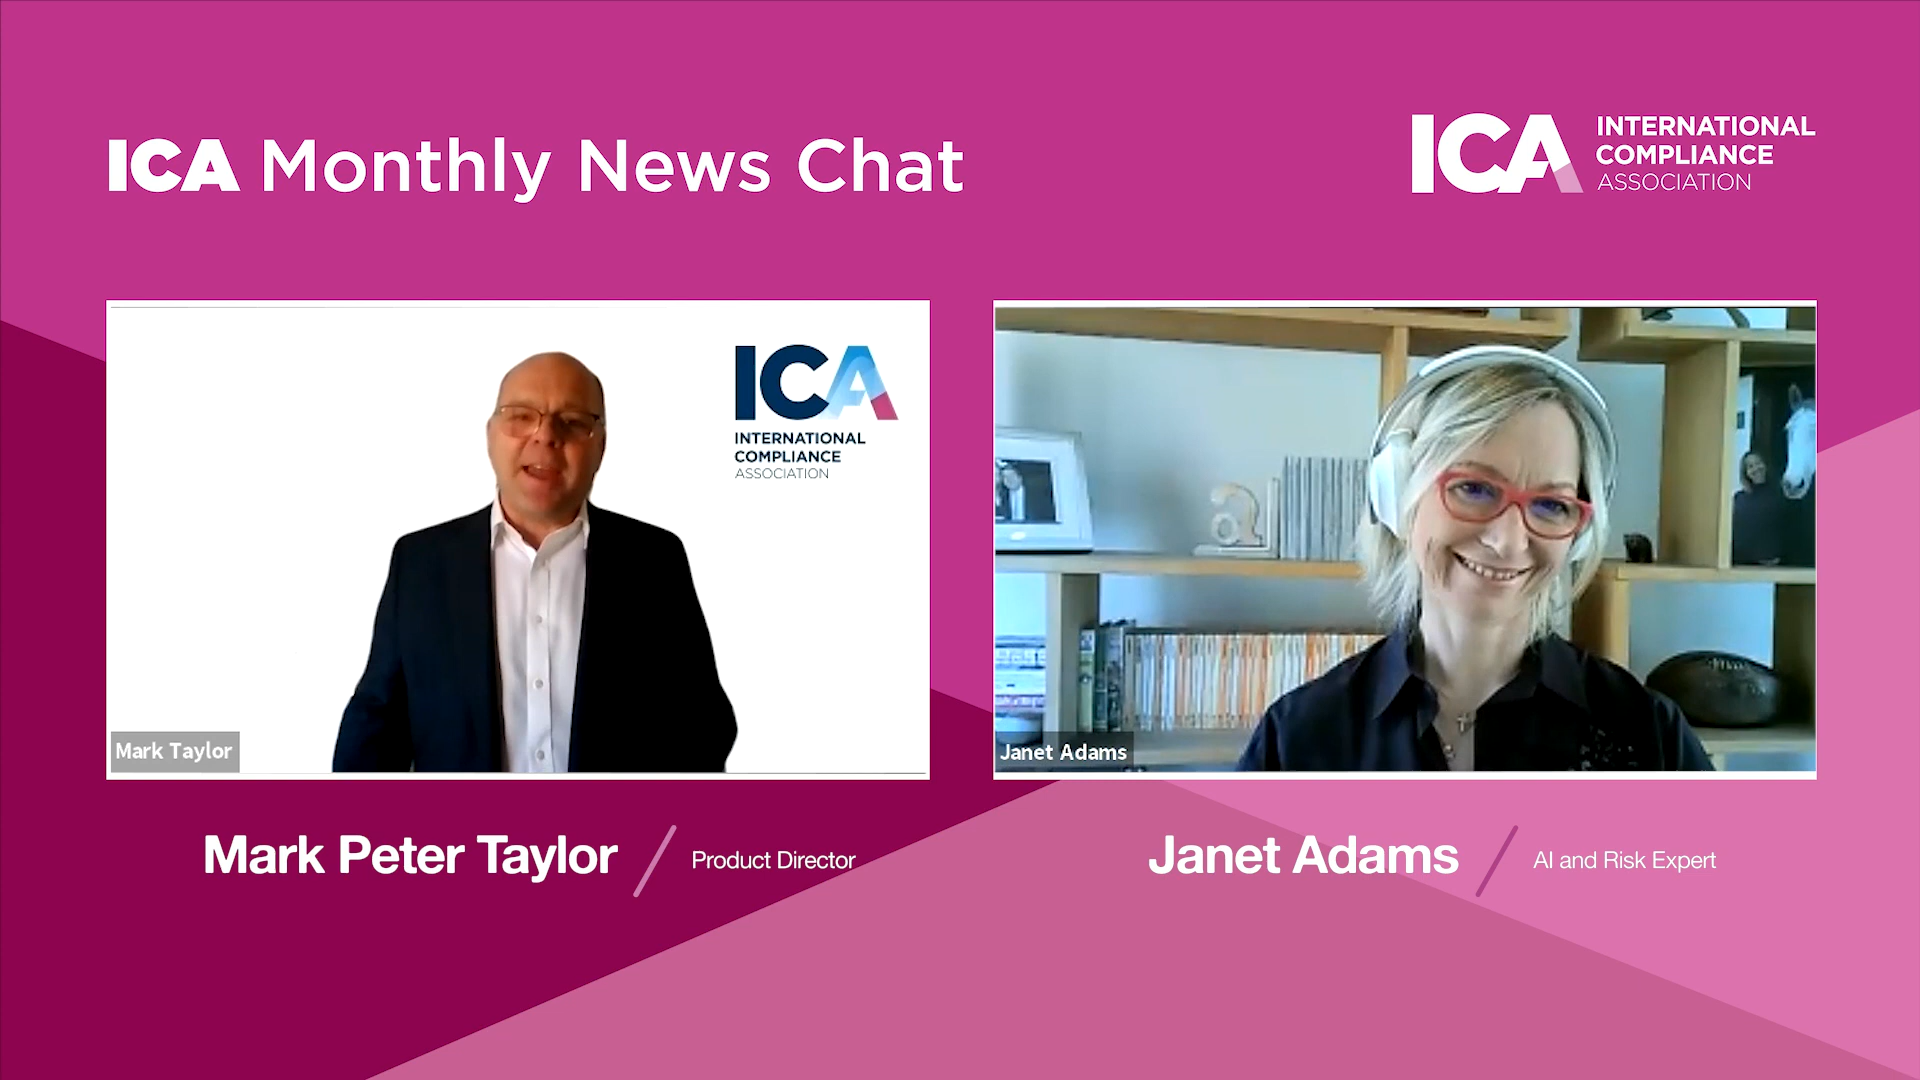 ICA Monthly News Chat
ICA INTERNATIONAL
COMPLIANCE
ASSOCIATION
ICA
INTERNATIONAL
COMPLIANCE
ASSOCIATION
Mark Taylor
a
Janet Adams
Mark Peter Taylor / Product Director
Janet Adams / AI and Risk Expert